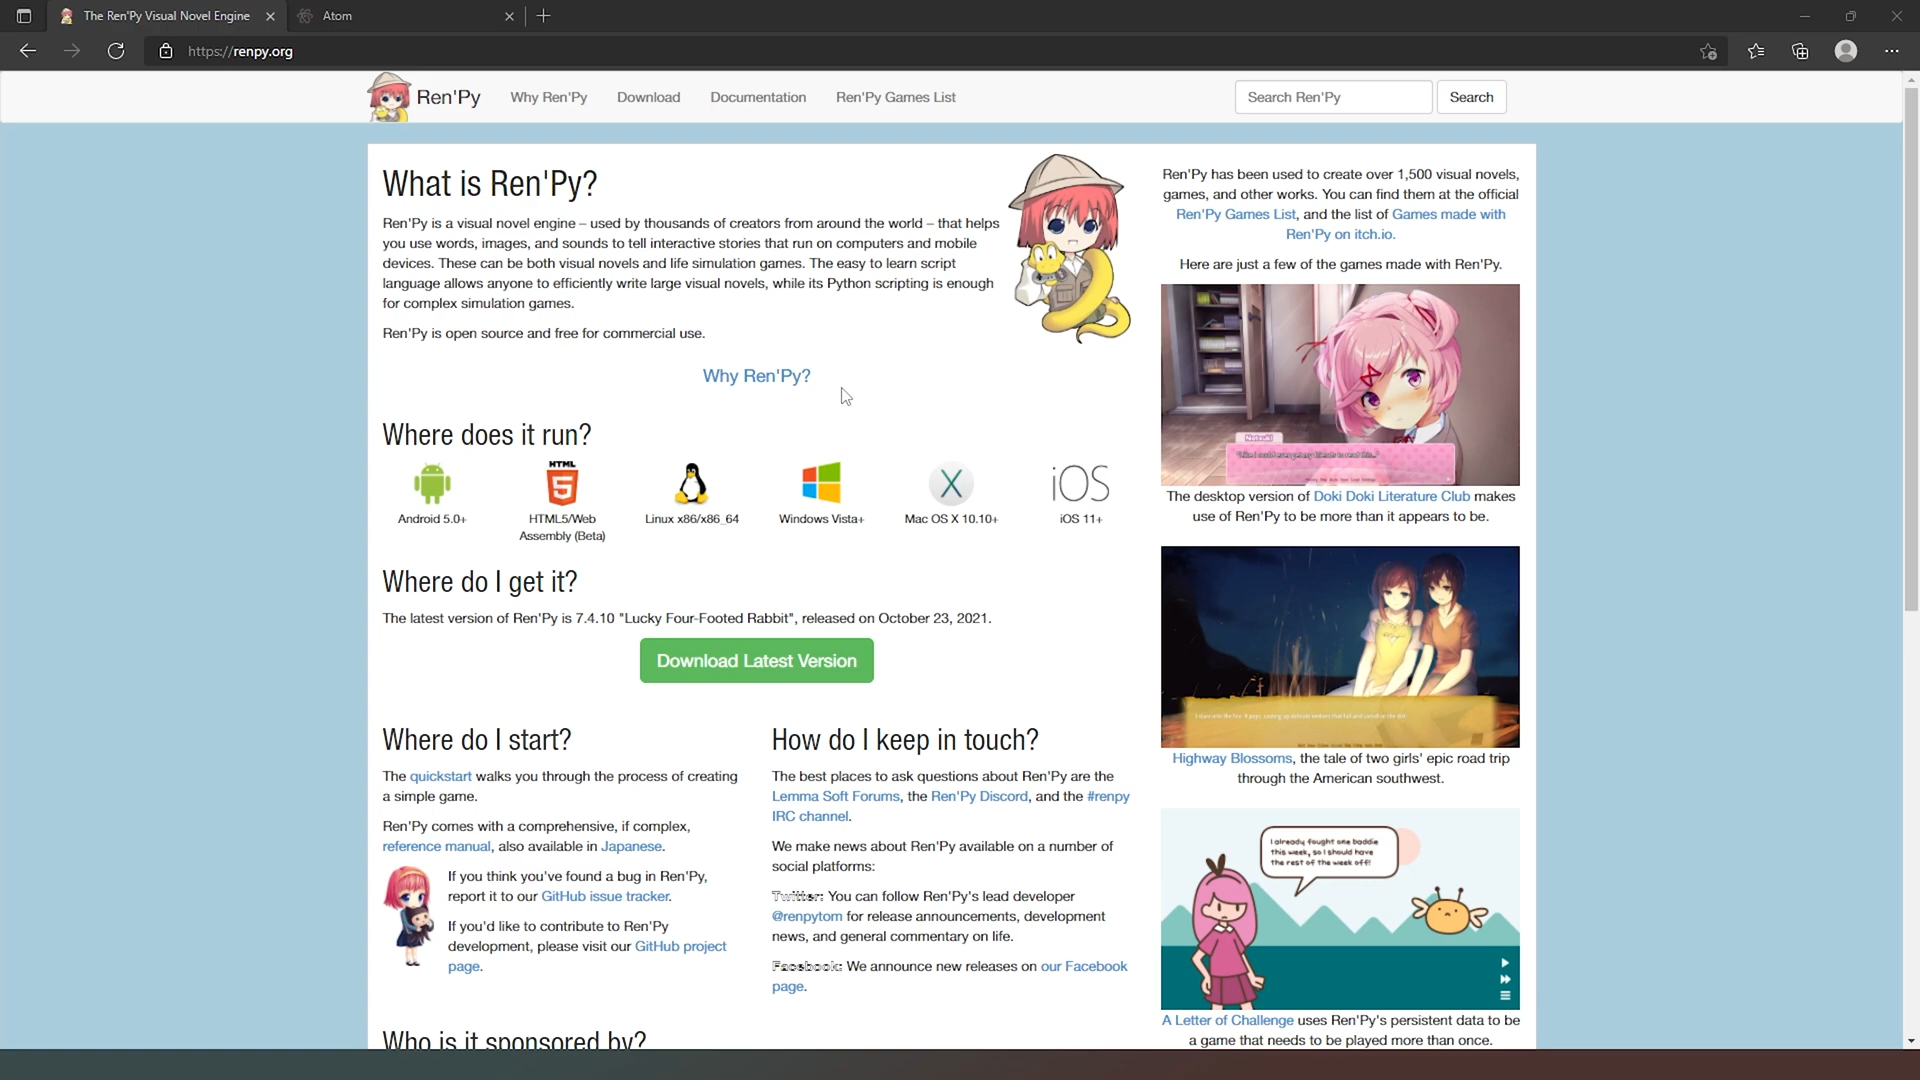 The Ren'Py Visual Novel Engine
Atom
https://renpy.org
Ren'Py
Why Ren'Py
Download
Documentation
Ren'Py Games List
Search Ren'Py
Search
What is Ren'Py?
Ren'Py is a visual novel engine – used by thousands of creators from around the world – that helps
you use words, images, and sounds to tell interactive stories that run on computers and mobile
devices. These can be both visual novels and life simulation games. The easy to learn script
language allows anyone to efficiently write large visual novels, while its Python scripting is enough
for complex simulation games.
Ren'Py is open source and free for commercial use.
Why Ren'Py?
Where does it run?
HTML
5
X
iOS
Android 5.0+
HTML5/Web
Assembly (Beta)
Linux x86/x86_64
Windows Vista+
Mac OS X 10.10+
iOS 11+
Where do I get it?
The latest version of Ren'Py is 7.4.10 "Lucky Four-Footed Rabbit", released on October 23, 2021.
Download Latest Version
Where do I start?
The quickstart walks you through the process of creating
a simple game.
Ren'Py comes with a comprehensive, if complex,
reference manual, also available in Japanese.
If you think you've found a bug in Ren'Py,
report it to our GitHub issue tracker.
If you'd like to contribute to Ren'Py
development, please visit our GitHub project
page.
How do I keep in touch?
The best places to ask questions about Ren'Py are the
Lemma Soft Forums, the Ren'Py Discord, and the #renpy
IRC channel.
We make news about Ren'Py available on a number of
social platforms:
Twitter: You can follow Ren'Py's lead developer
@renpytom for release announcements, development
news, and general commentary on life.
Facebook: We announce new releases on our Facebook
page.
Who is it sponsored by?
Ren'Py has been used to create over 1,500 visual novels,
games, and other works. You can find them at the official
Ren'Py Games List, and the list of Games made with
Ren'Py on itch.io.
Here are just a few of the games made with Ren'Py.
Natsuki
The desktop version of Doki Doki Literature Club makes
use of Ren'Py to be more than it appears to be.
Highway Blossoms, the tale of two girls' epic road trip
through the American southwest.
I already fought one baddie
this week, so I should have
the rest of the week off!
A Letter of Challenge uses Ren'Py's persistent data to be
a game that needs to be played more than once.